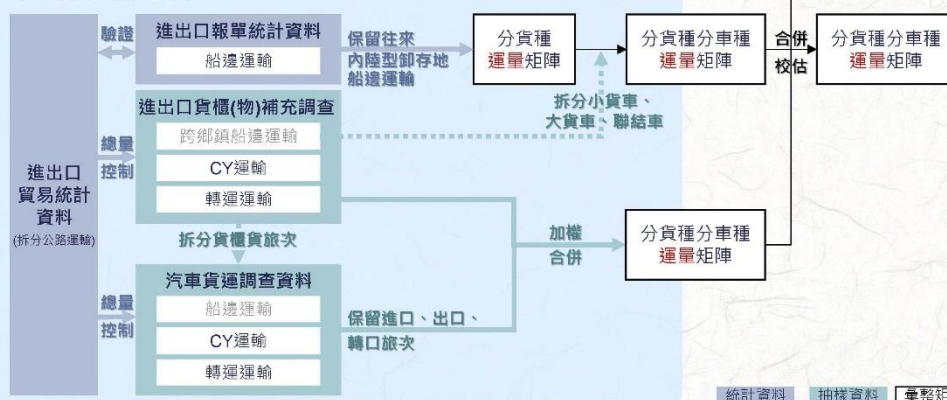 進出口
貿易統計
資料
(拆分公路運輸)
驗證
進出口報單統計資料
船邊運輸
保留往來
內陸型卸存地
船邊運輸
分貨種
運量矩陣
分貨種分車種
運量矩陣
合併
校估
分貨種分車種
運量矩陣
拆分小貨車、
大貨車、聯結車
總量
控制
進出口貨櫃(物)補充調查
跨鄉鎮船邊運輸
CY運輸
轉運運輸
拆分貨櫃貨旅次
加權
合併
分貨種分車種
運量矩陣
總量
控制
汽車貨運調查資料
船邊運輸
CY運輸
轉運運輸
保留進口、出口、
轉口旅次
統計資料
抽樣資料
彙整矩